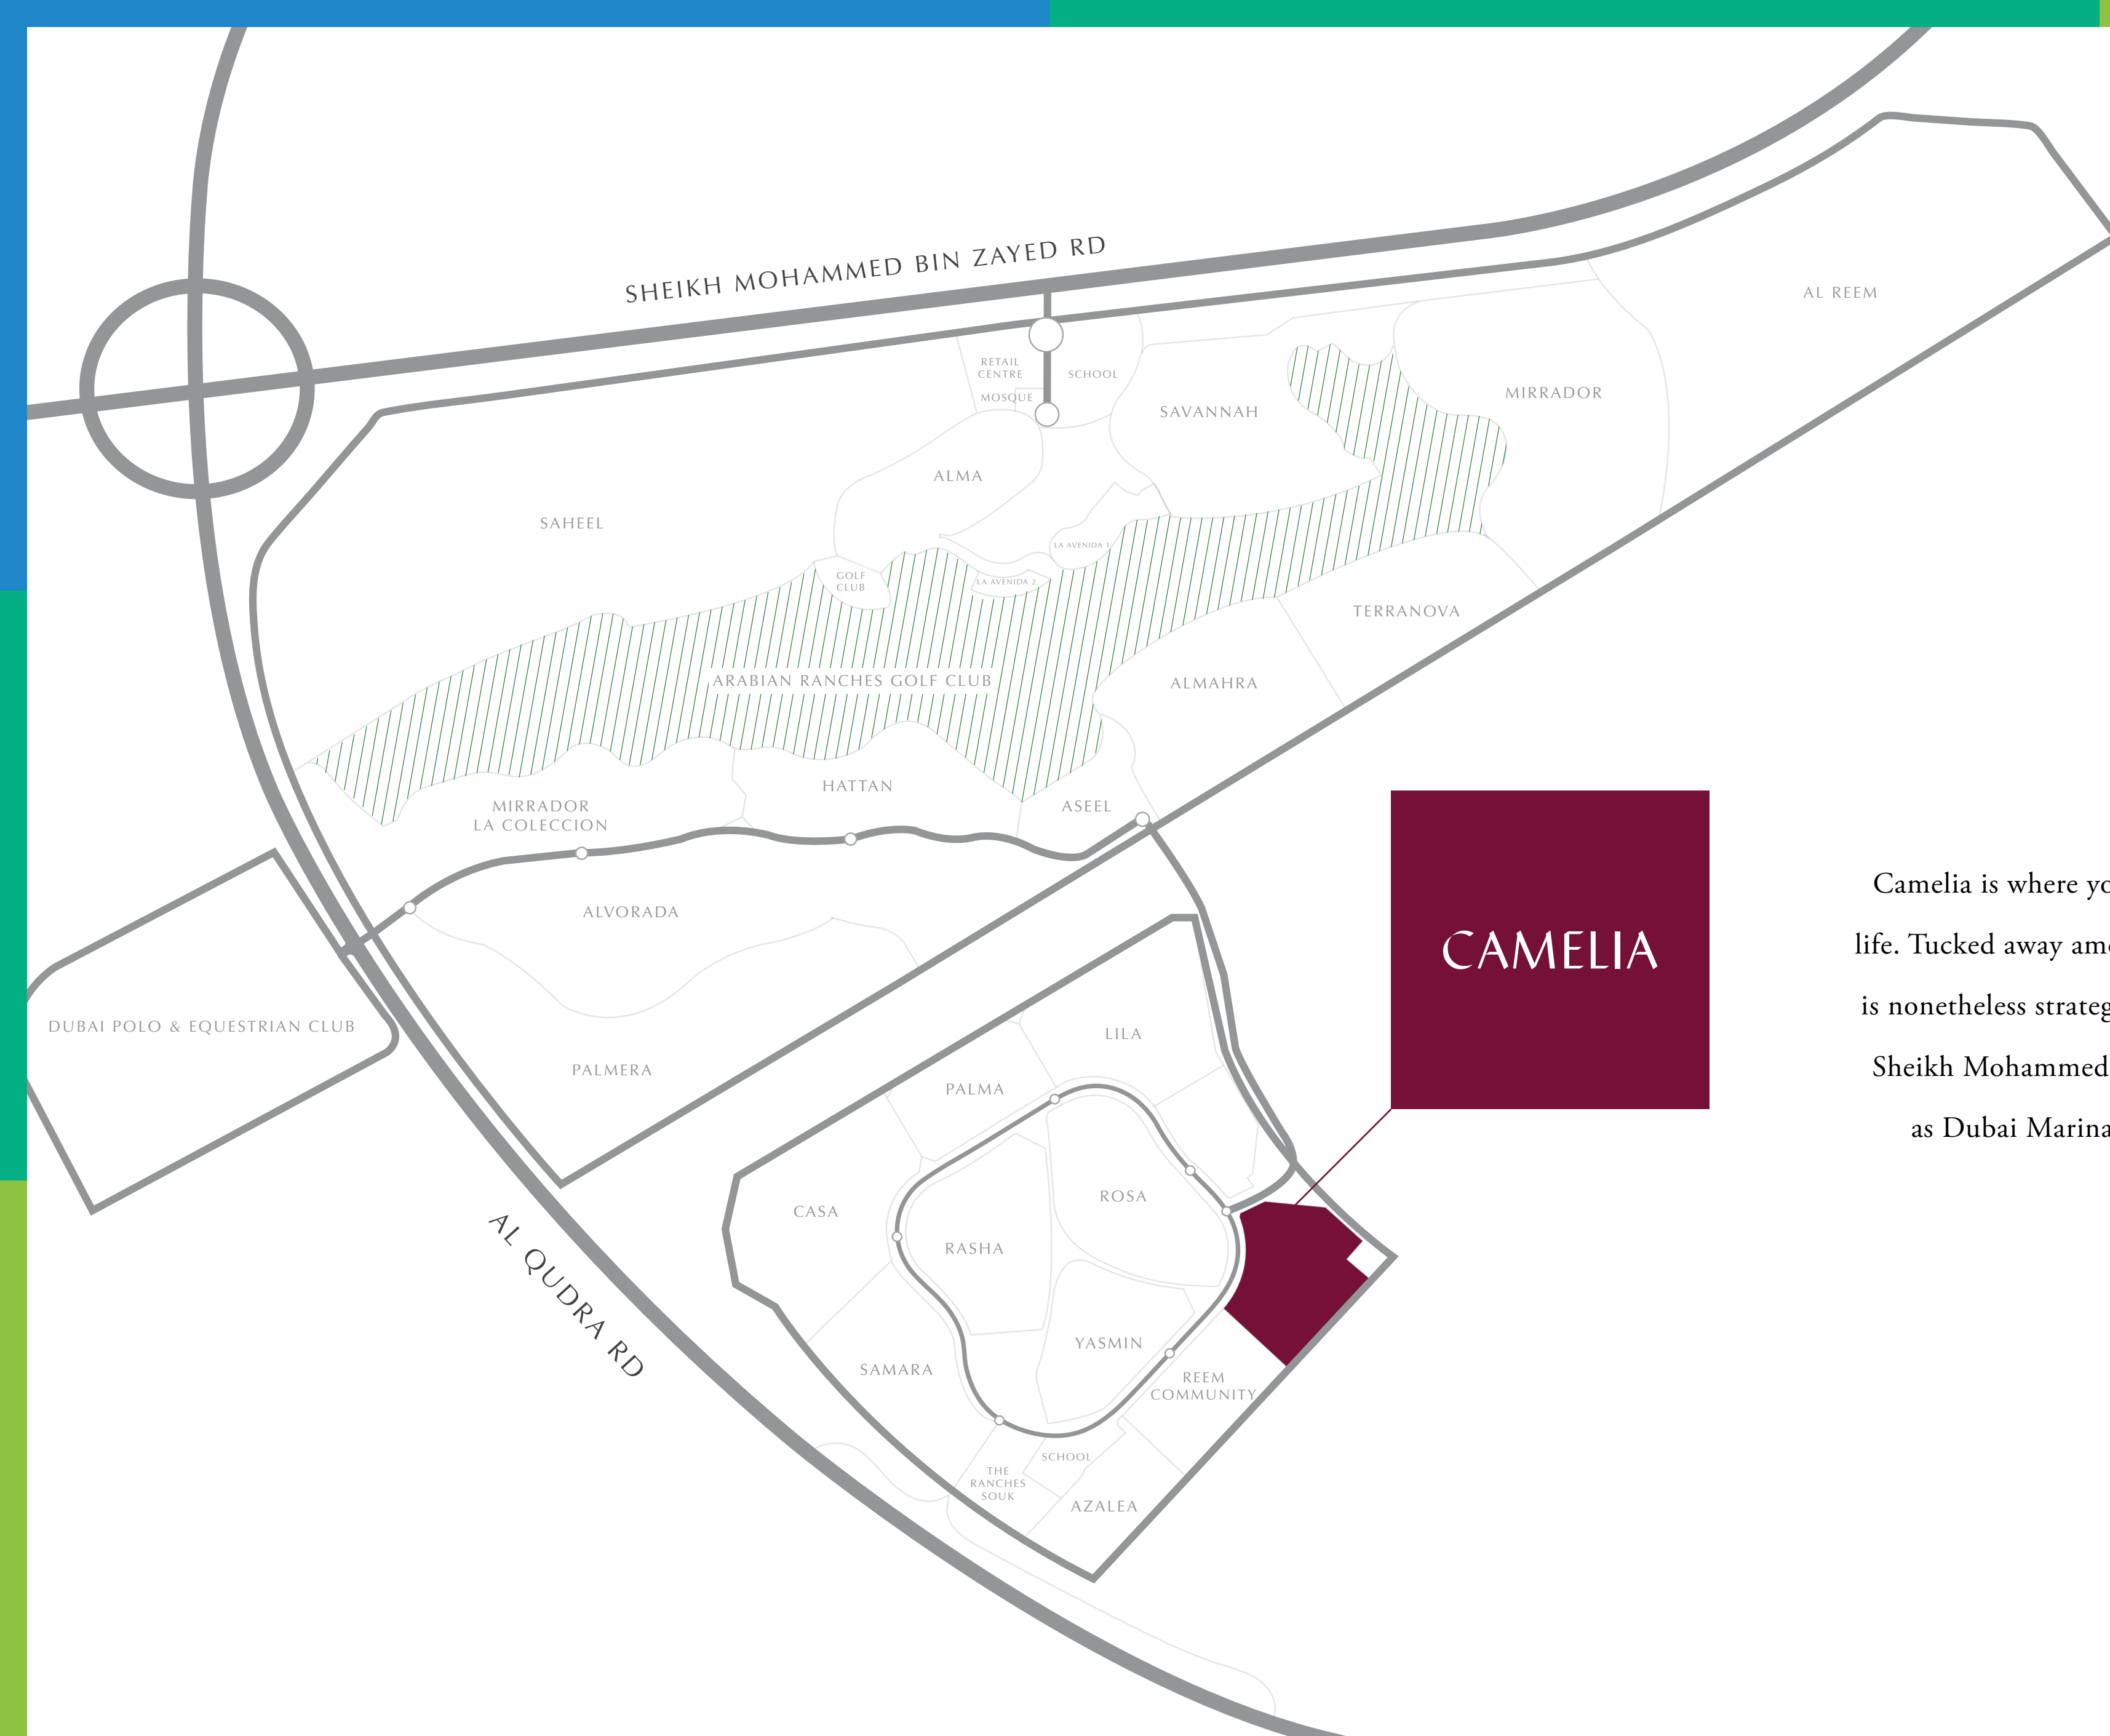 SHEIKH MOHAMMED BIN ZAYED RD
AL REEM
RETAIL
CENTRE
SCHOOL
MOSQUE
SAVANNAH
MIRRADOR
ALMA
SAHEEL
LA AVENIDA 1
GOLF
CLUB
LA AVENIDA 2
TERRANOVA
ARABIAN RANCHES GOLF CLUB
ALMAHRA
HATTAN
MIRRADOR
LA COLECCION
ASEEL
ALVORADA
DUBAI POLO & EQUESTRIAN CLUB
PALMERA
LILA
PALMA
CASA
ROSA
RASHA
AL QUDRA RD
YASMIN
SAMARA
REEM
COMMUNITY
SCHOOL
THE
RANCHES
SOUK
AZALEA
CAMELIA
Camelia is where
life. Tucked away
is nonetheless
Sheikh Mohammed
as Dubai Marina